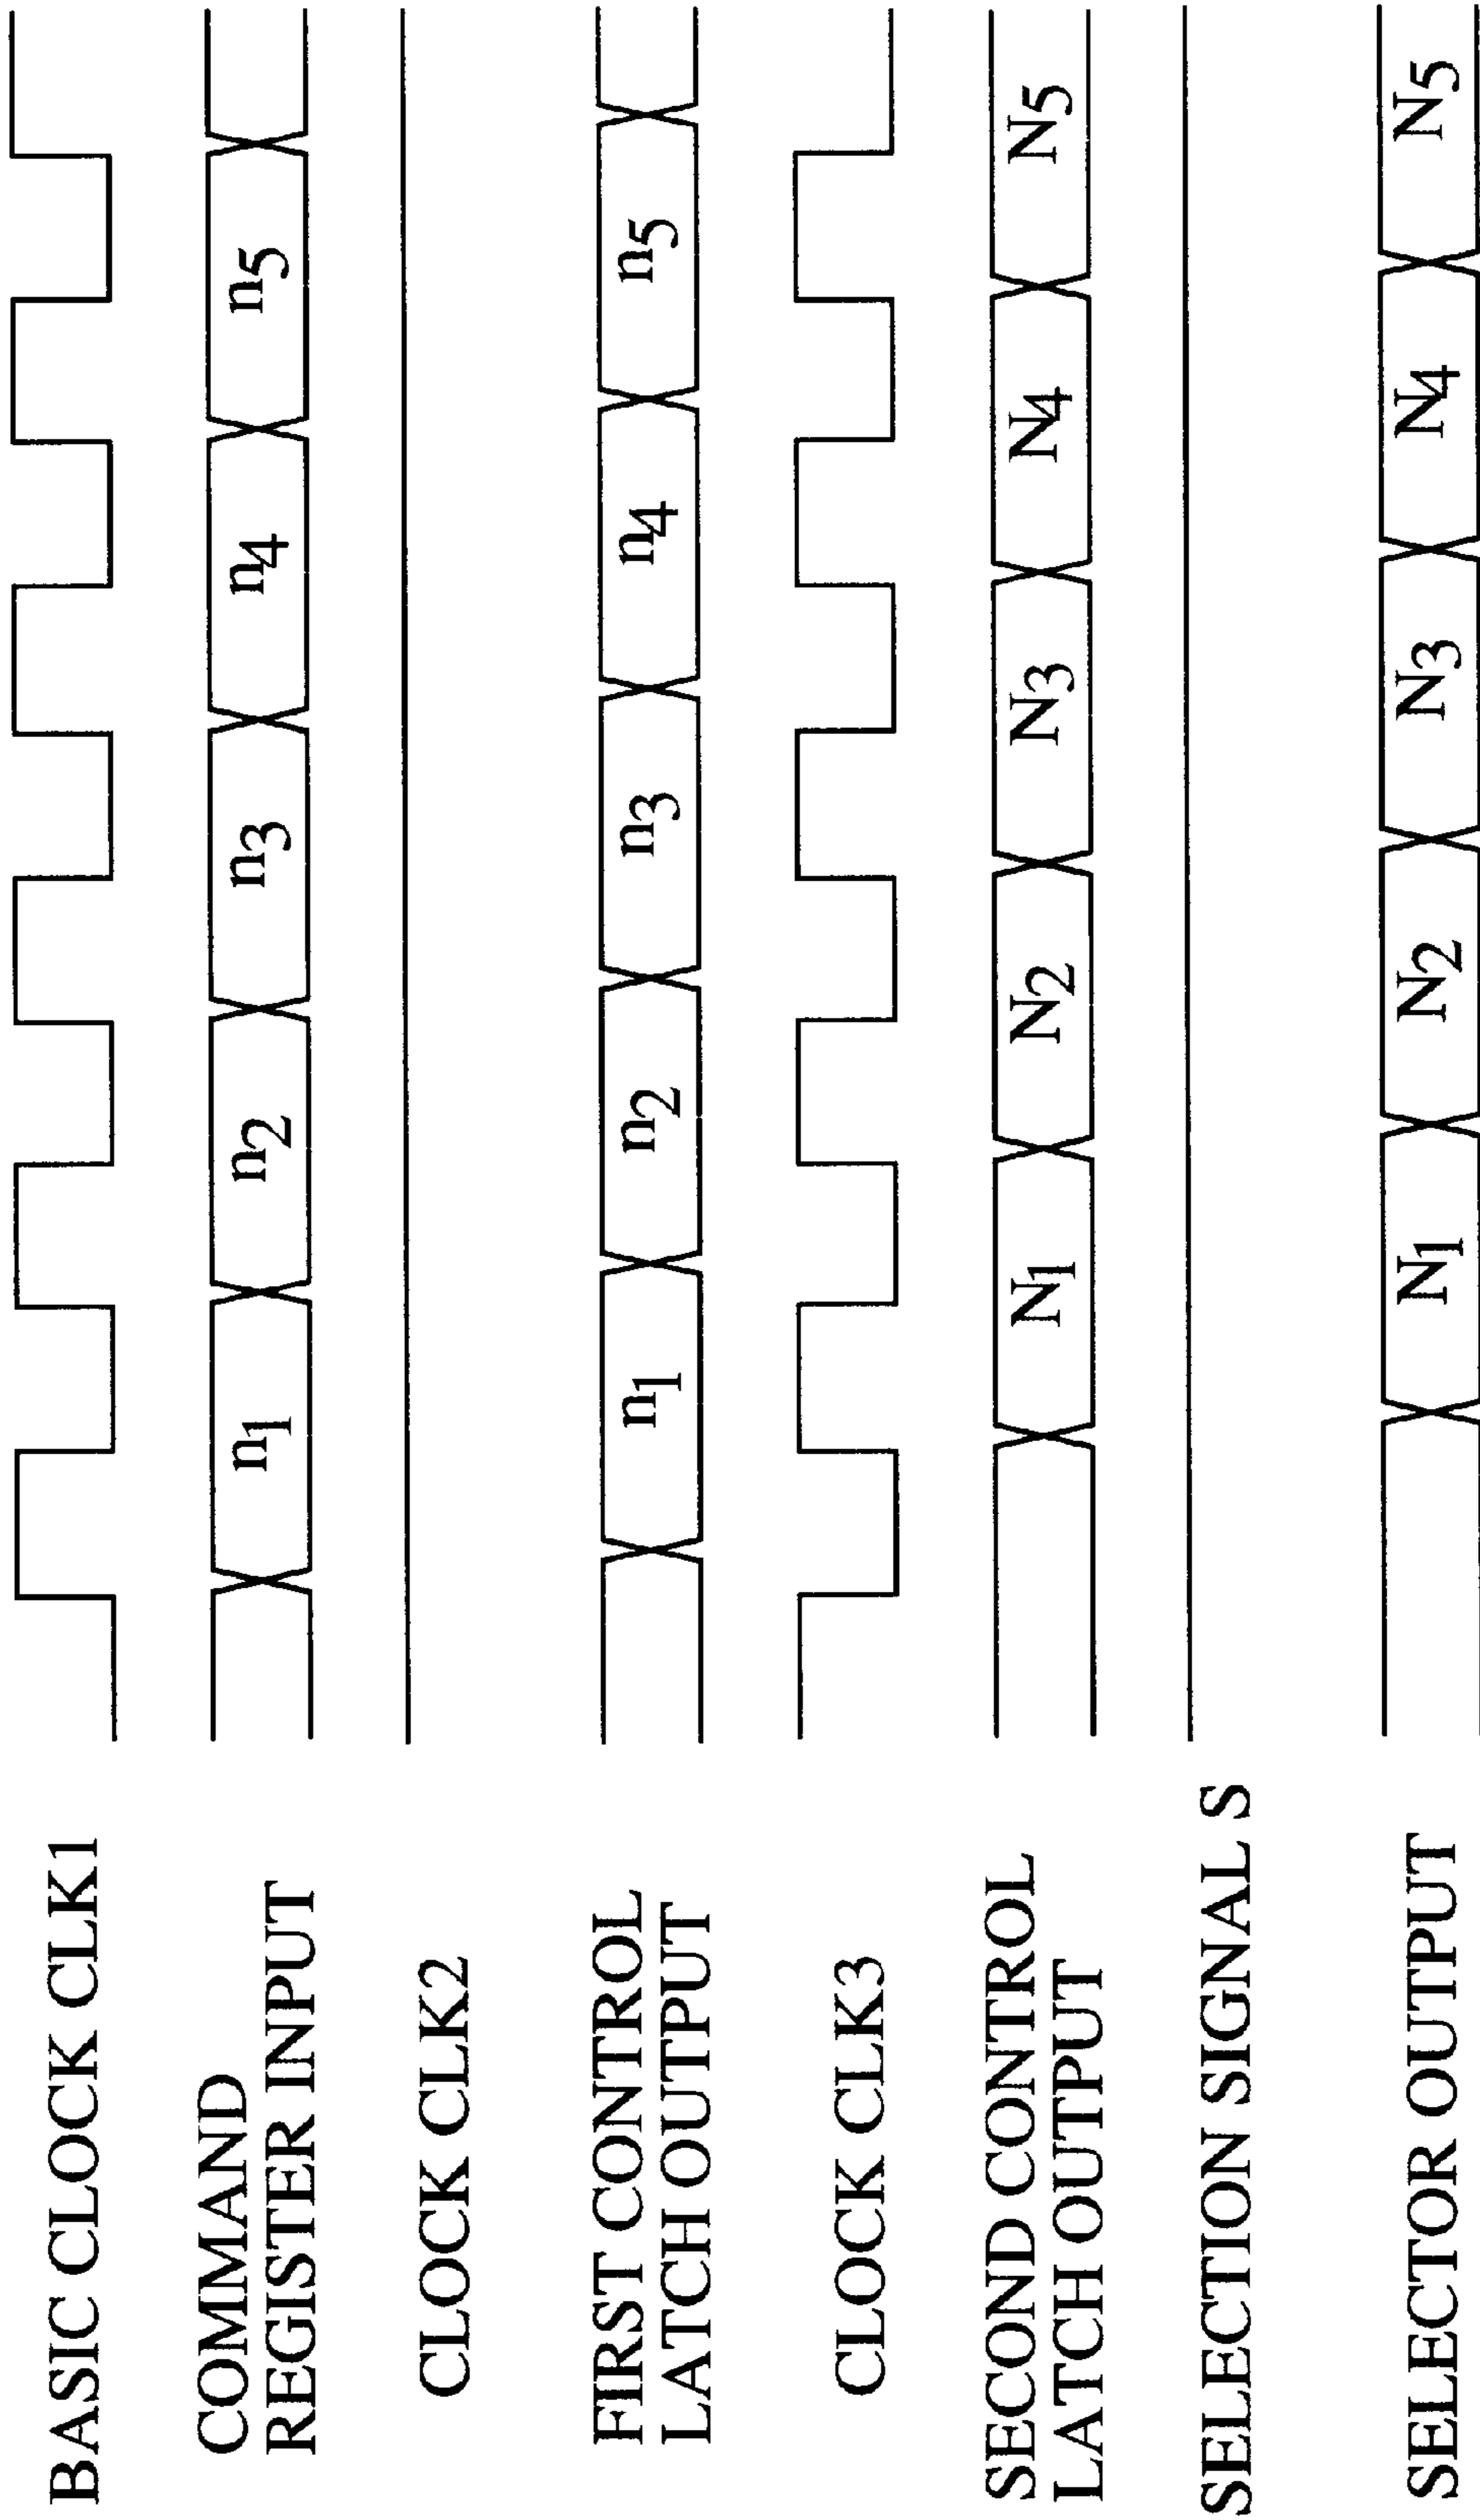 BASIC CLOCK CLK1
COMMAND
REGISTER INPUT
n1 n2 n3 n4 n5
CLOCK CLK2
FIRST CONTROL
LATCH OUTPUT
n1 n2 n3 n4 n5
CLOCK CLK3
SECOND CONTROL
LATCH OUTPUT
N1 N2 N3 N4 N5
SELECTION SIGNAL S
SELECTOR OUTPUT
N1 N2 N3 N4 N5